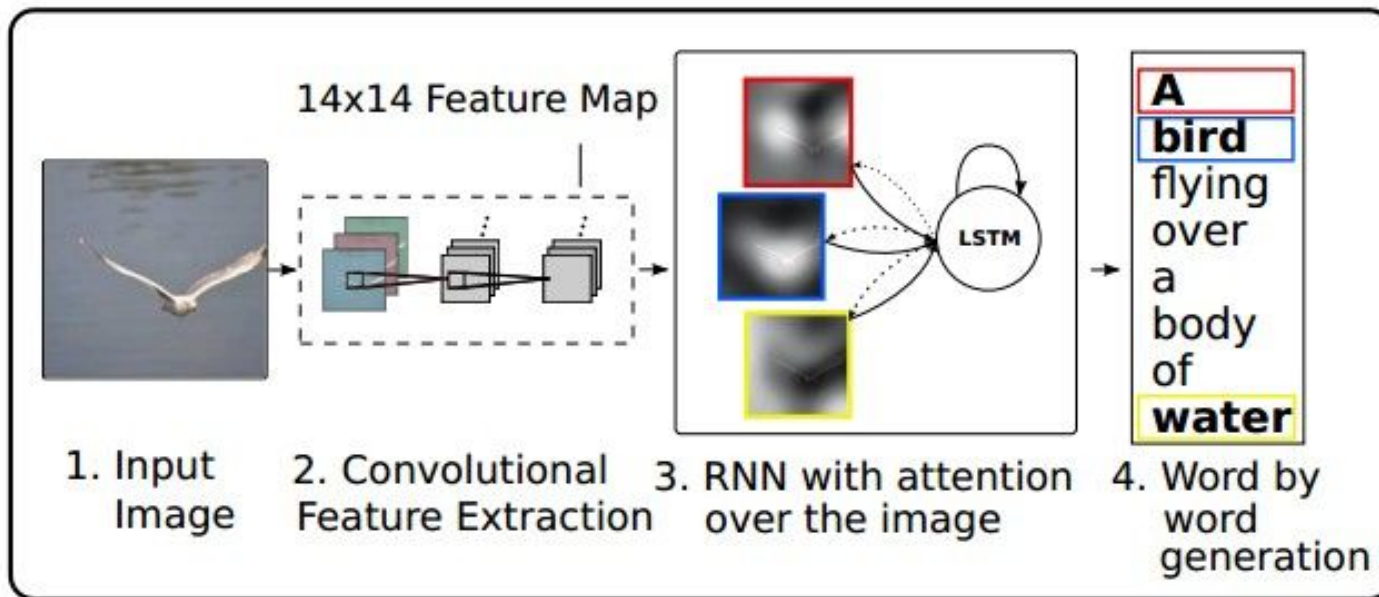 14x14 Feature Map
LSTM
A
bird
flying
over
a
body
of
water
1. Input
Image
2. Convolutional
Feature Extraction
3. RNN with attention
over the image
4. Word by
word
generation